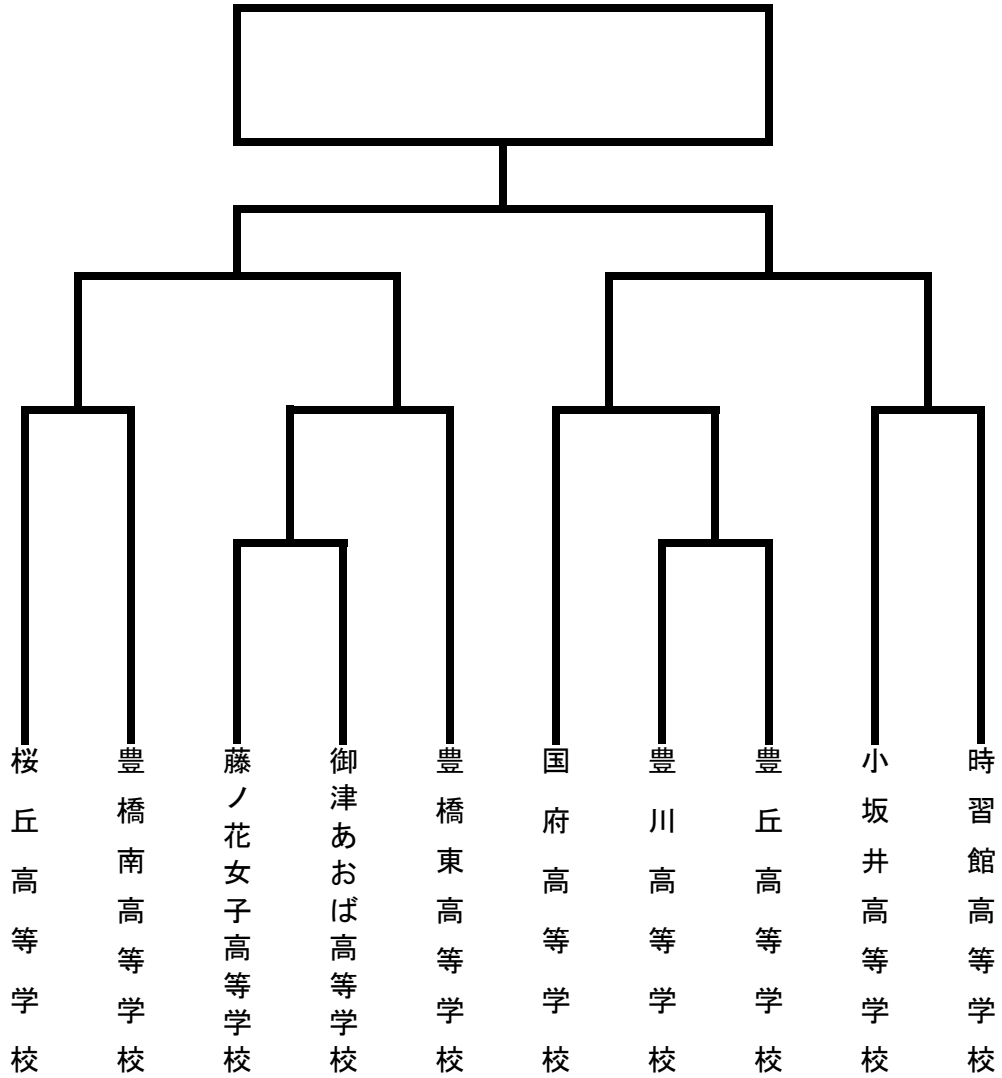 桜丘高等学校
豊橋南高等学校
藤ノ花女子高等学校
御津あおば高等学校
豊橋東高等学校
国府高等学校
豊川高等学校
豊丘高等学校
小坂井高等学校
時習館高等学校